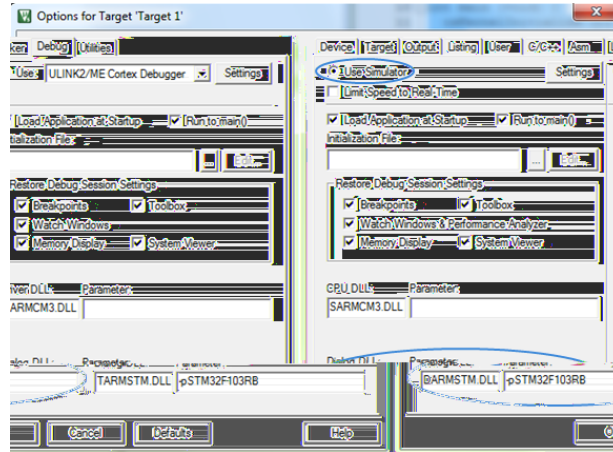 Options for Target 'Target 1'
Debug Utilities
Device Target Output Listing User C/C++ Asm
Use: ULINK2/ME Cortex Debugger Settings
Use Simulator Settings
Limit Speed to Real-Time
Load Application at Startup Run to main()
Load Application at Startup Run to main()
Initialization File:
Initialization File:
... Edit...
... Edit...
Restore Debug Session Settings
Breakpoints Toolbox
Watch Windows
Memory Display System Viewer
Restore Debug Session Settings
Breakpoints Toolbox
Watch Windows & Performance Analyzer
Memory Display System Viewer
Parameter:
ARMCM3.DLL
CPU DLL: Parameter:
SARMCM3.DLL
Parameter:
TARMSTM.DLL -pSTM32F103RB
Dialog DLL: Parameter:
DARMSTM.DLL -pSTM32F103RB
Cancel Defaults Help